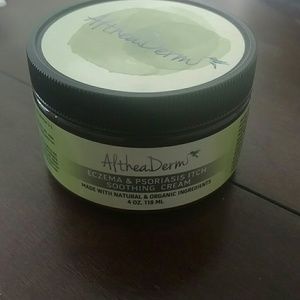 AltheaDerm
AltheaDerm
ECZEMA & PSORIASIS ITCH
SOOTHING CREAM
MADE WITH NATURAL & ORGANIC INGREDIENTS
4 OZ. 118 ML